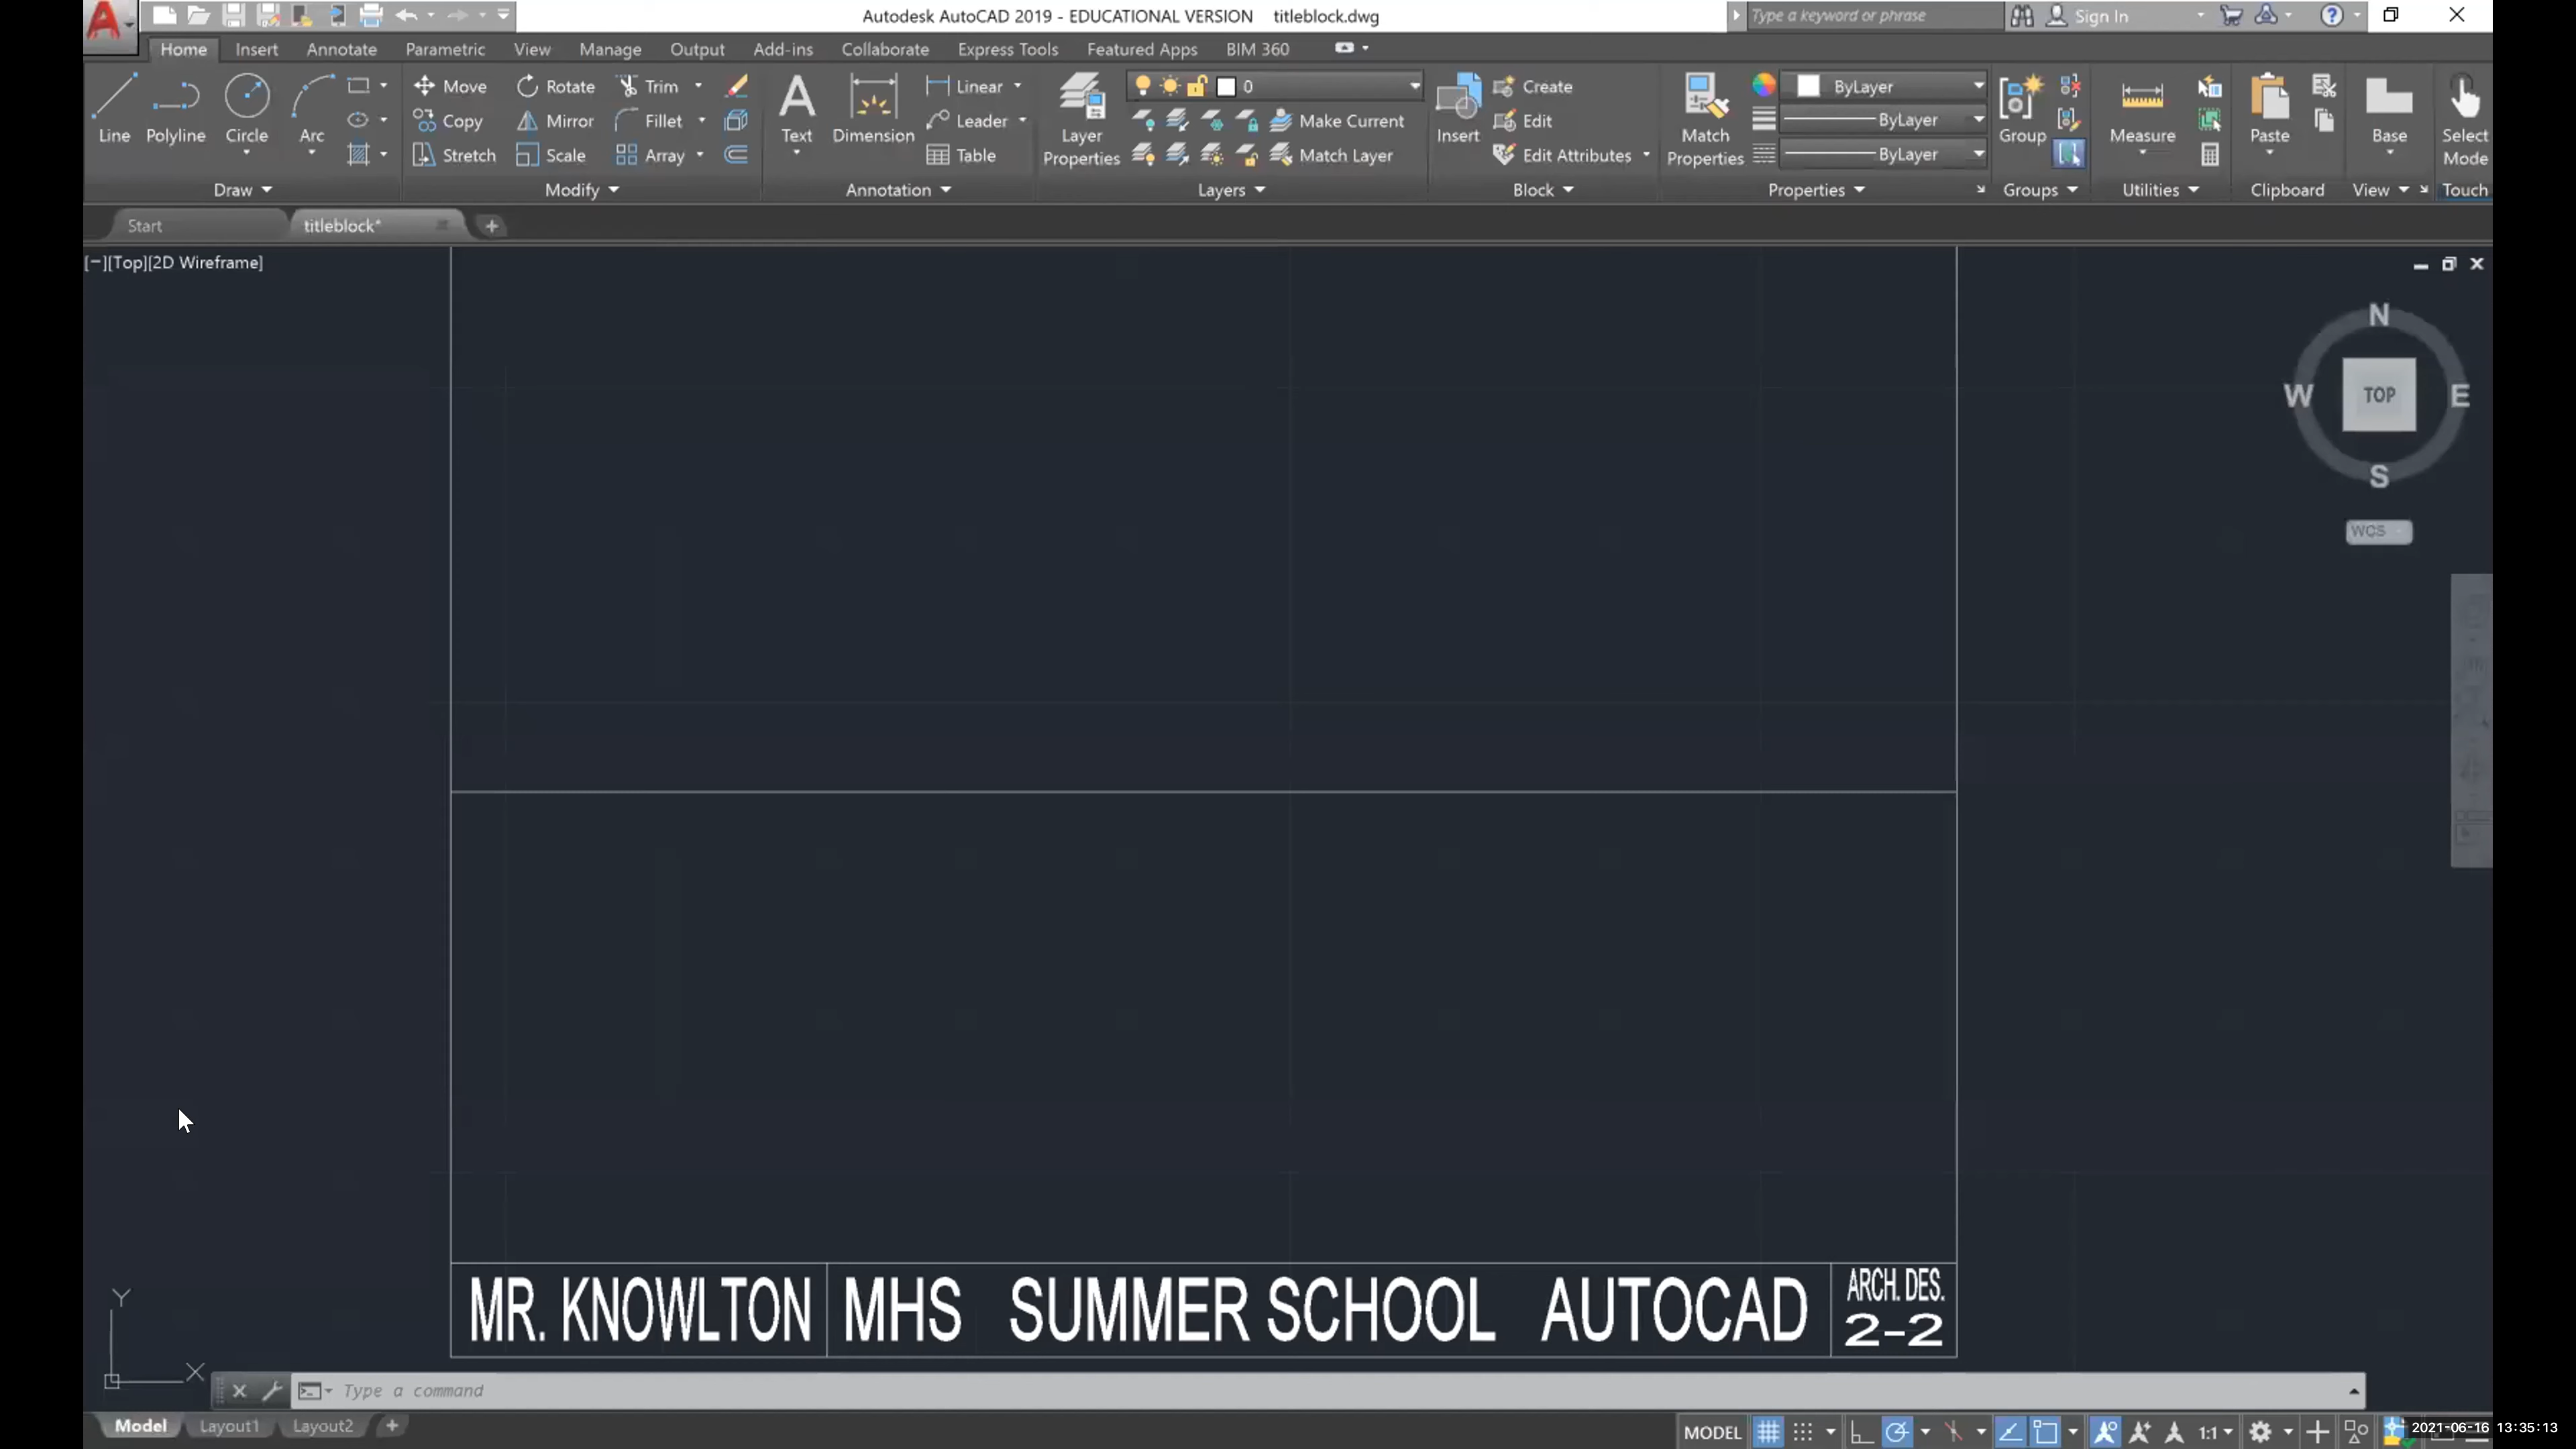 Autodesk AutoCAD 2019 - EDUCATIONAL VERSION titleblock.dwg
Type a keyword or phrase
Sign In
Home Insert Annotate Parametric View Manage Output Add-ins Collaborate Express Tools Featured Apps BIM 360
Line Polyline Circle Arc
Move Rotate Trim
Copy Mirror Fillet
Stretch Scale Array
Text Dimension
Linear
Leader
Table
Layer Properties
0
Make Current
Match Layer
Insert
Create
Edit
Edit Attributes
Match Properties
ByLayer
ByLayer
ByLayer
Group
Measure
Paste
Base
Select Mode
Draw Modify Annotation Layers Block Properties Groups Utilities Clipboard View Touch
Start titleblock*
[-][Top][2D Wireframe]
N
W TOP E
S
WCS
MR. KNOWLTON MHS SUMMER SCHOOL AUTOCAD ARCH. DES.
2-2
Y
X
Type a command
Model Layout1 Layout2
MODEL 1:1
2021-06-16 13:35:13